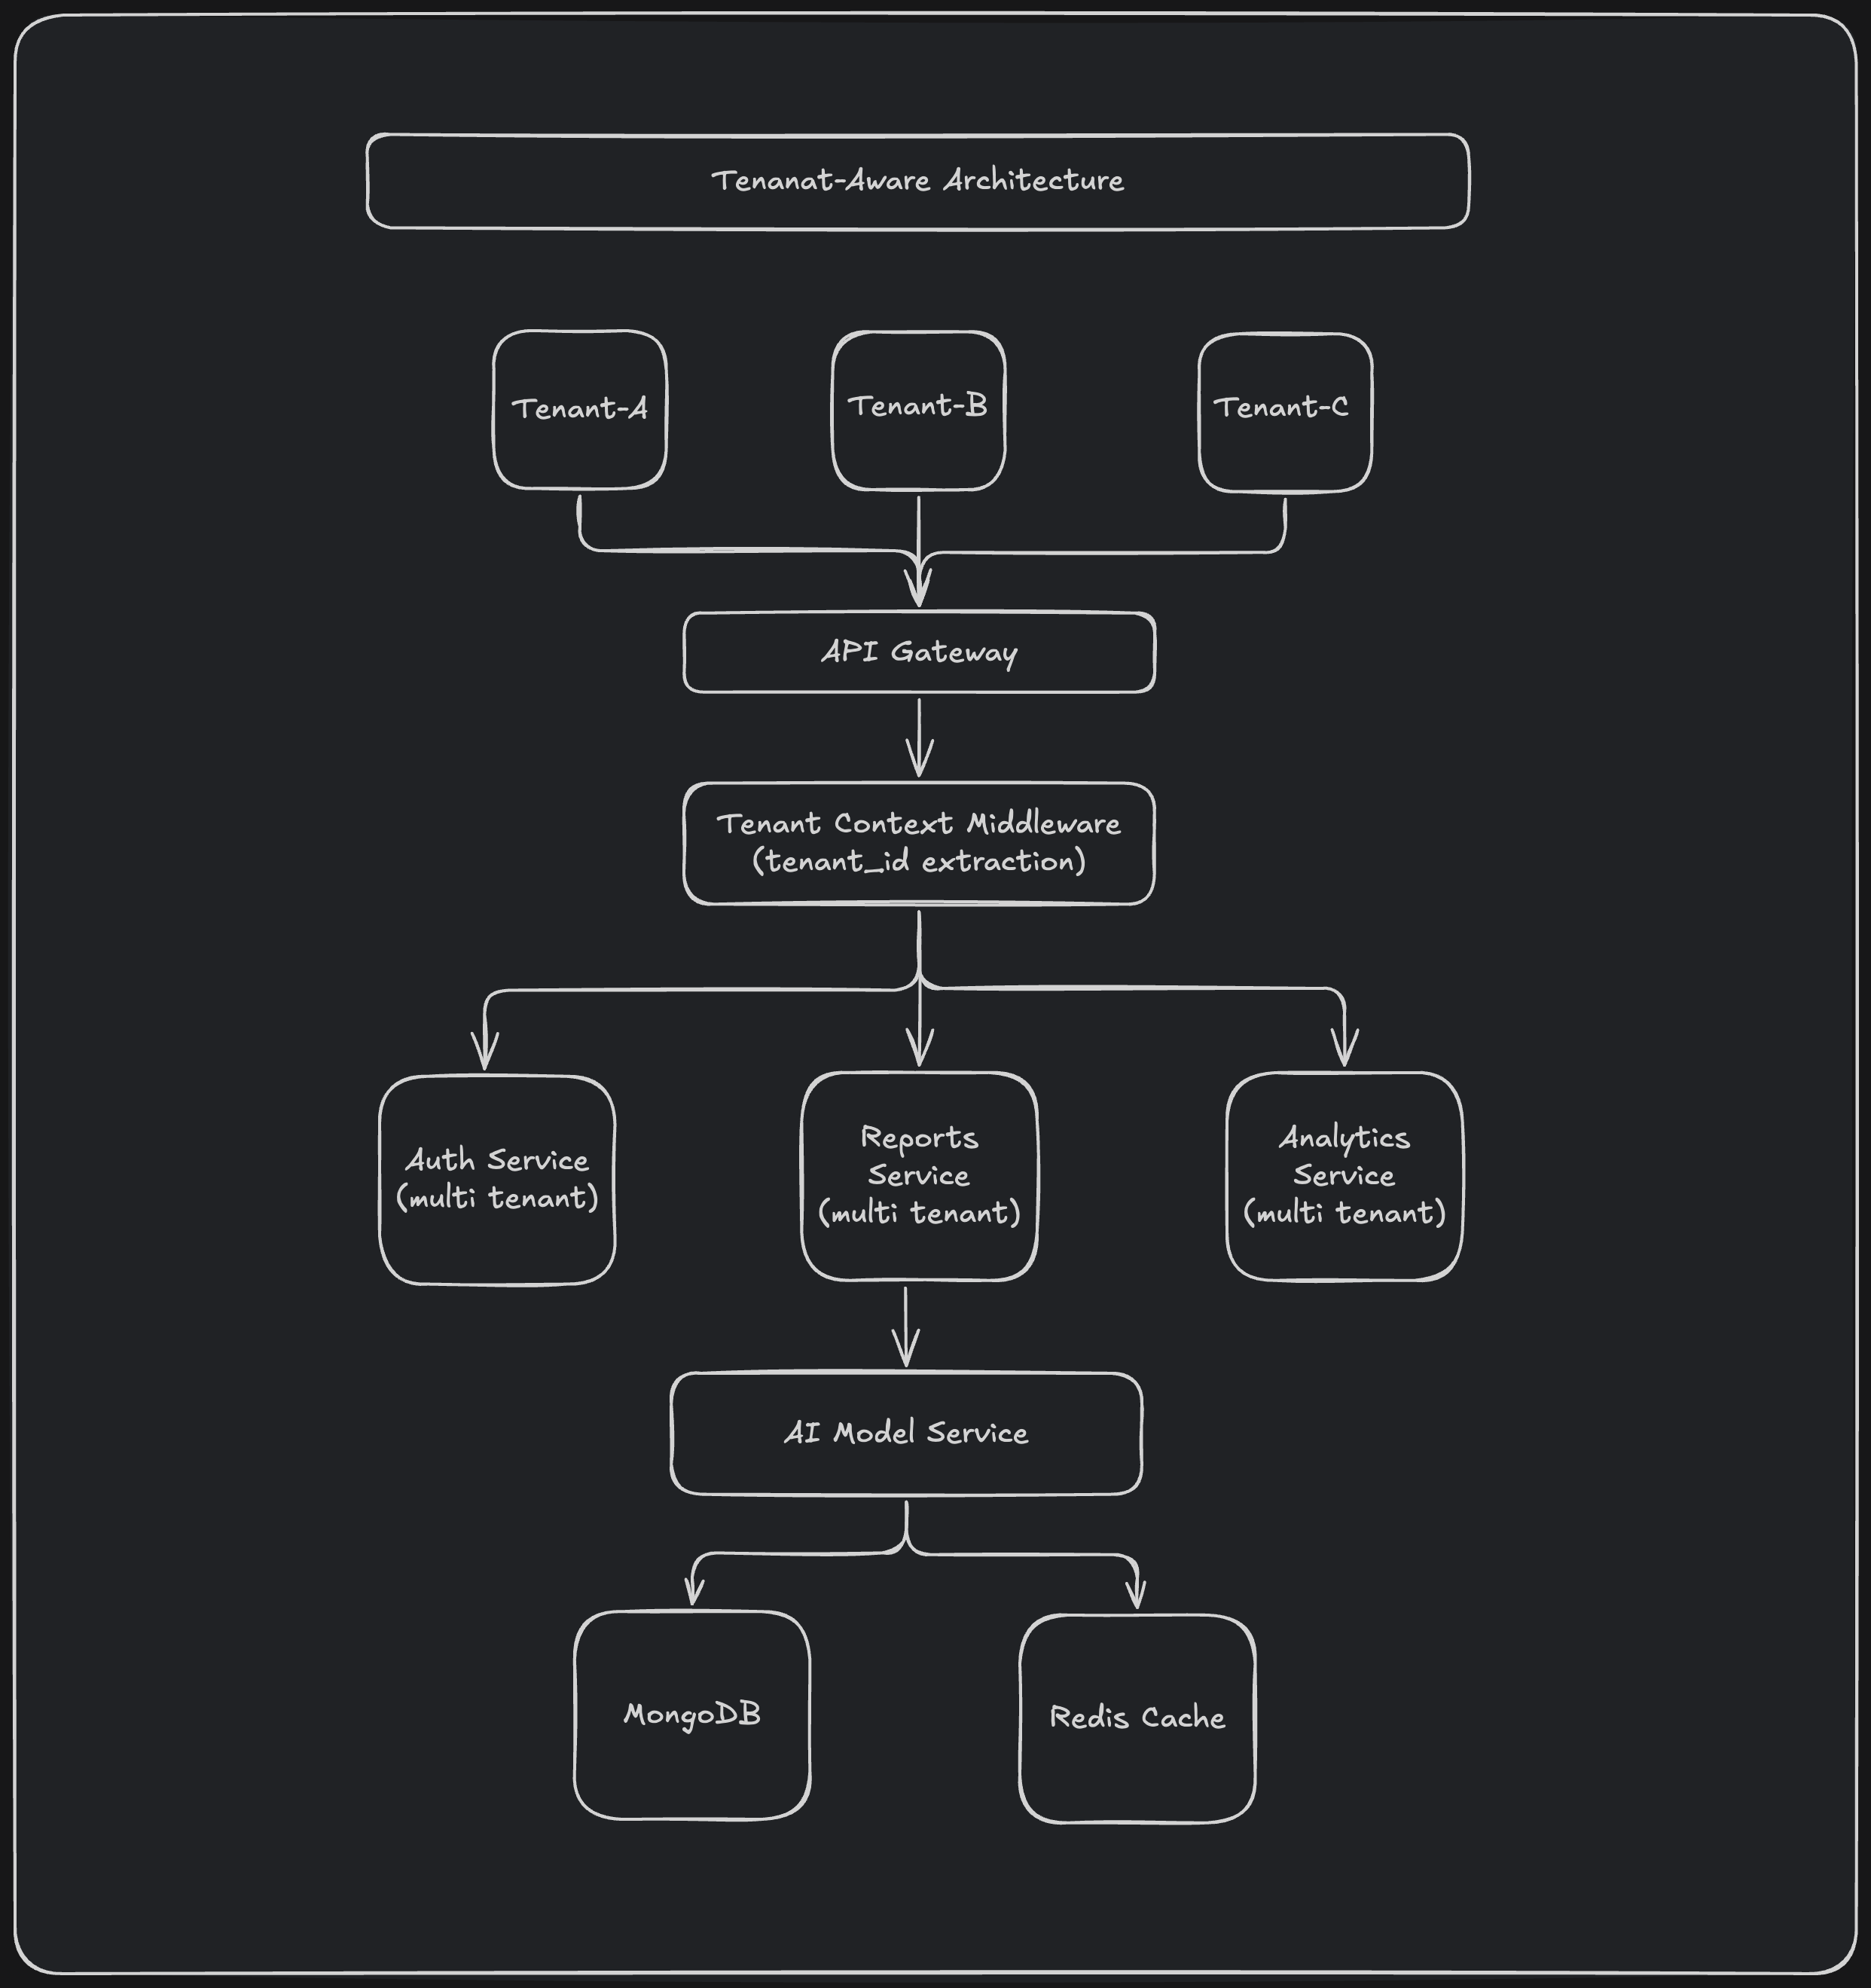 Tenanat-Aware Architecture
Tenant-A
Tenant-B
Tenant-C
API Gateway
Tenant Context Middleware
(tenant_id extraction)
Auth Service
(multi tenant)
Reports
Service
(multi tenant)
Analytics
Service
(multi tenant)
AI Model Service
MongoDB
Redis Cache